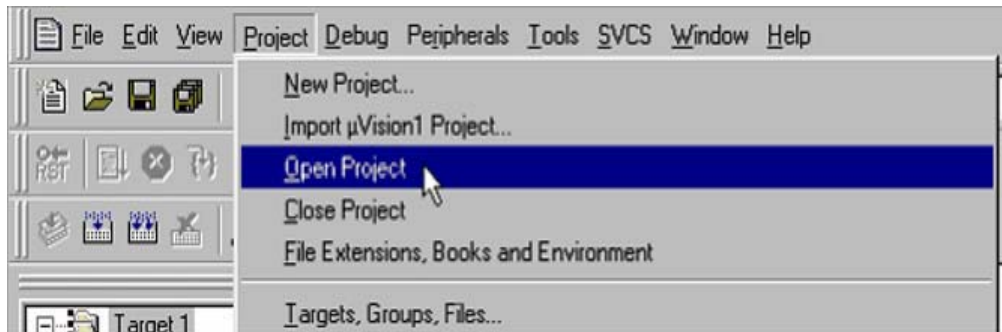 File Edit View Project Debug Peripherals Tools SVCS Window Help
New Project...
Import µVision1 Project...
RST
Open Project
Close Project
File Extensions, Books and Environment
Target 1
Targets, Groups, Files...